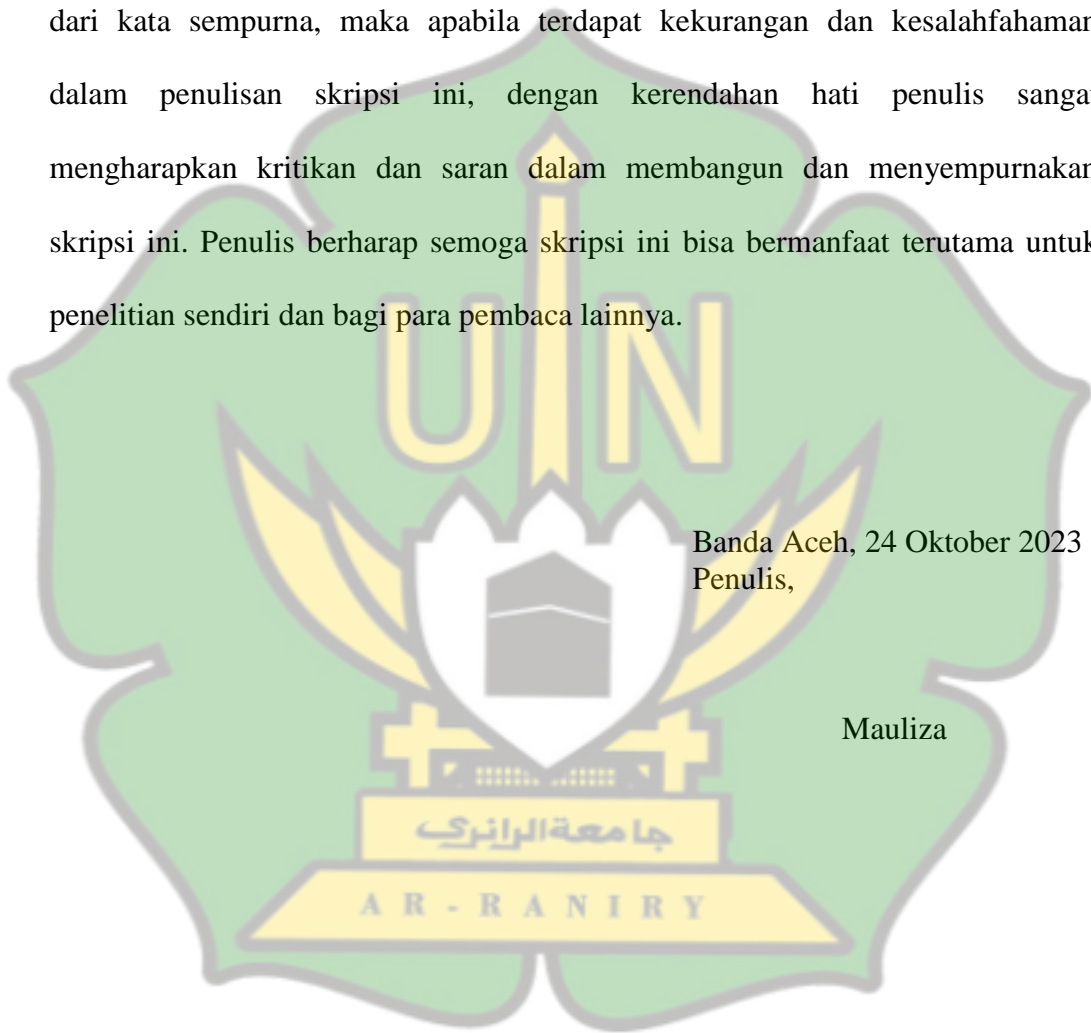 dari kata sempurna, maka apabila terdapat kekurangan dan kesalahfahaman
dalam penulisan skripsi ini, dengan kerendahan hati penulis sangat
mengharapkan kritikan dan saran dalam membangun dan menyempurnakan
skripsi ini. Penulis berharap semoga skripsi ini bisa bermanfaat terutama untuk
penelitian sendiri dan bagi para pembaca lainnya.
UIN
Banda Aceh, 24 Oktober 2023
Penulis,
Mauliza
جامعةالرانري
AR-RANIRY